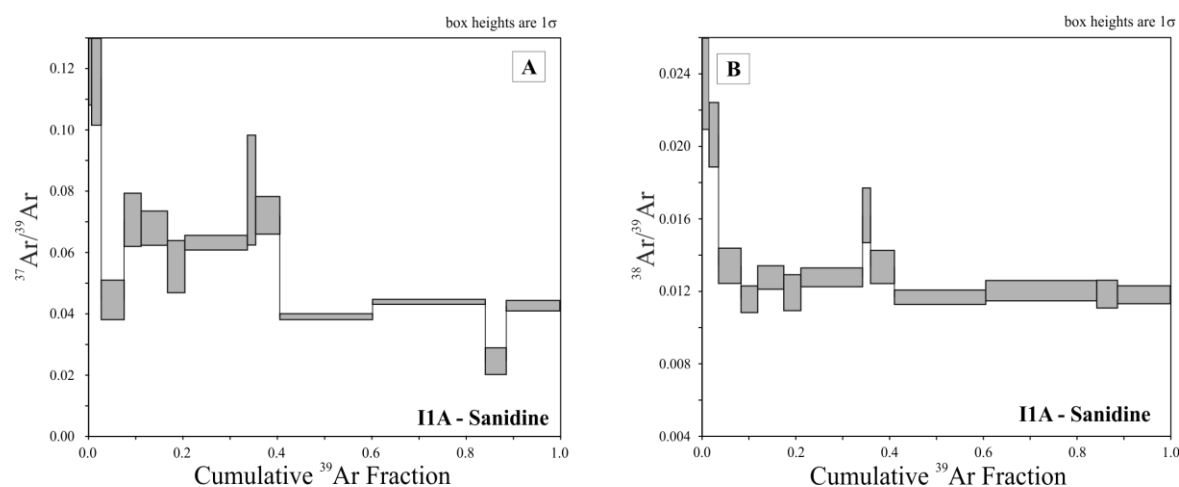 box heights are 1σ
A
0.12
0.10
0.08
0.06
0.04
0.02
0.00
³⁷Ar/³⁹Ar
I1A - Sanidine
0.0 0.2 0.4 0.6 0.8 1.0
Cumulative ³⁹Ar Fraction
box heights are 1σ
B
0.024
0.020
0.016
0.012
0.008
0.004
³⁸Ar/³⁹Ar
I1A - Sanidine
0.0 0.2 0.4 0.6 0.8 1.0
Cumulative ³⁹Ar Fraction